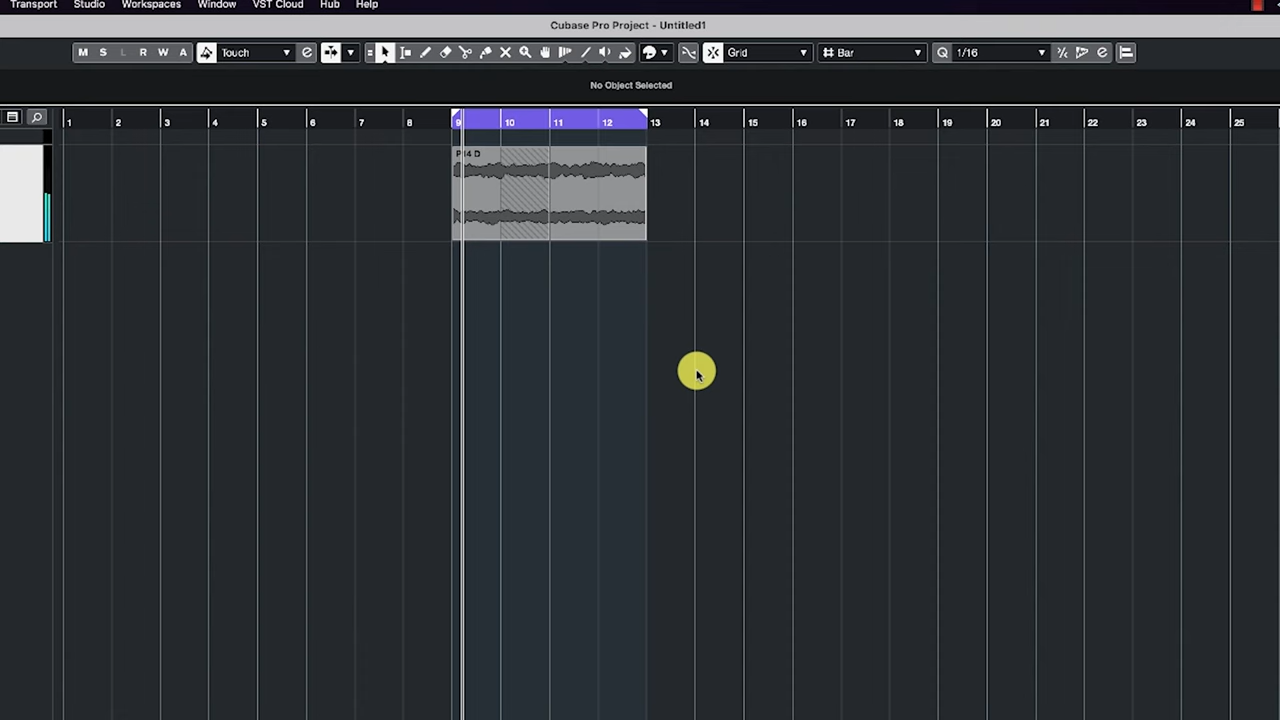 Transport Studio Workspaces Window VST Cloud Hub Help
Cubase Pro Project - Untitled1
M S L R W A Touch Grid Bar Q 1/16
No Object Selected
1 2 3 4 5 6 7 8 9 10 11 12 13 14 15 16 17 18 19 20 21 22 23 24 25